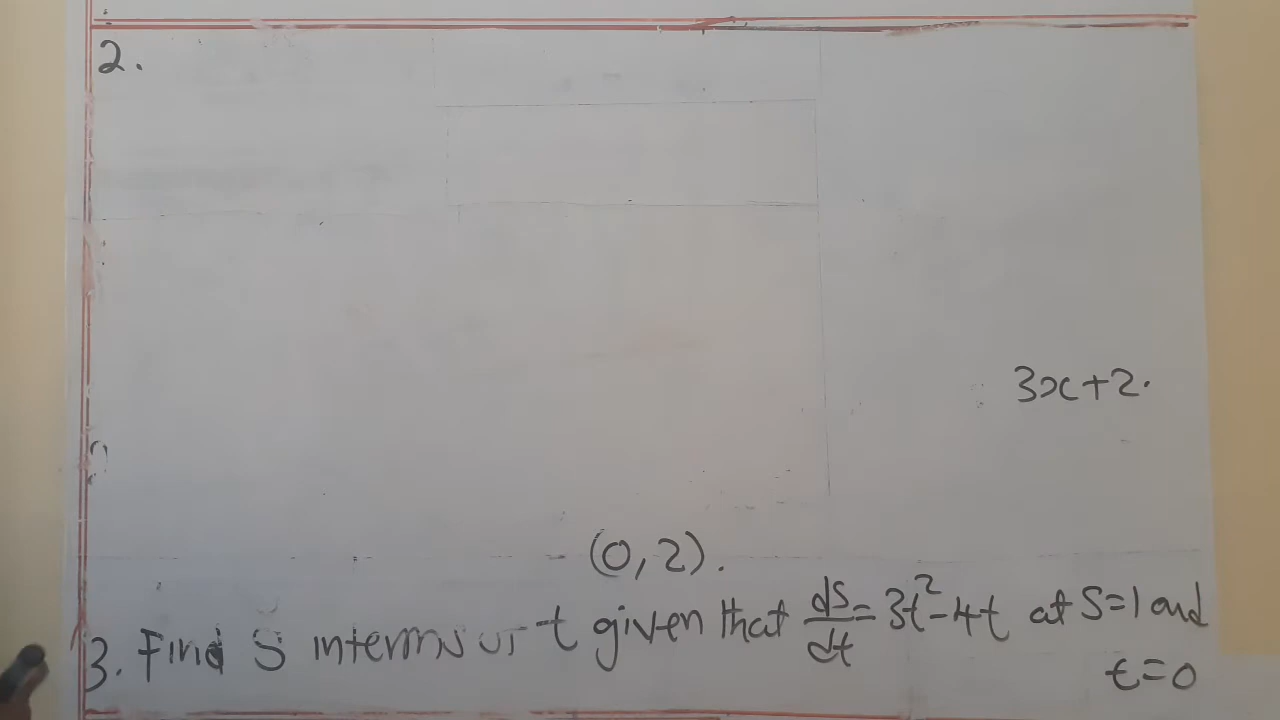 2.
3x+2.
(0,2).
3. Find S interms of t given that dS/dt = 3t²-4t at S=1 and
t=0